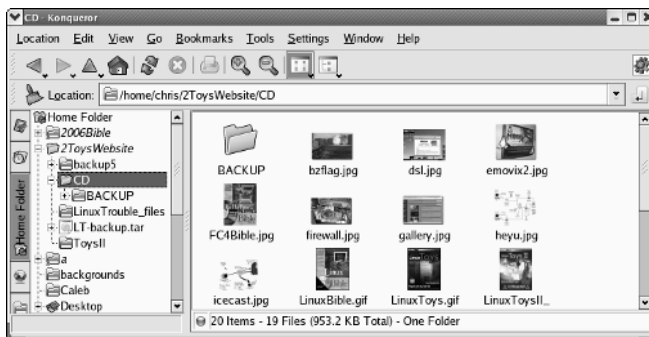 CD - Konqueror
Location Edit View Go Bookmarks Tools Settings Window Help
Location: /home/chris/2ToysWebsite/CD
Home Folder
Home Folder
2006Bible
2ToysWebsite
backup5
CD
BACKUP
LinuxTrouble_files
LT-backup.tar
ToysII
a
backgrounds
Caleb
Desktop
BACKUP bzflag.jpg dsl.jpg emovix2.jpg
FC4Bible.jpg firewall.jpg gallery.jpg heyu.jpg
icecast.jpg LinuxBible.gif LinuxToys.gif LinuxToysII_
20 Items - 19 Files (953.2 KB Total) - One Folder